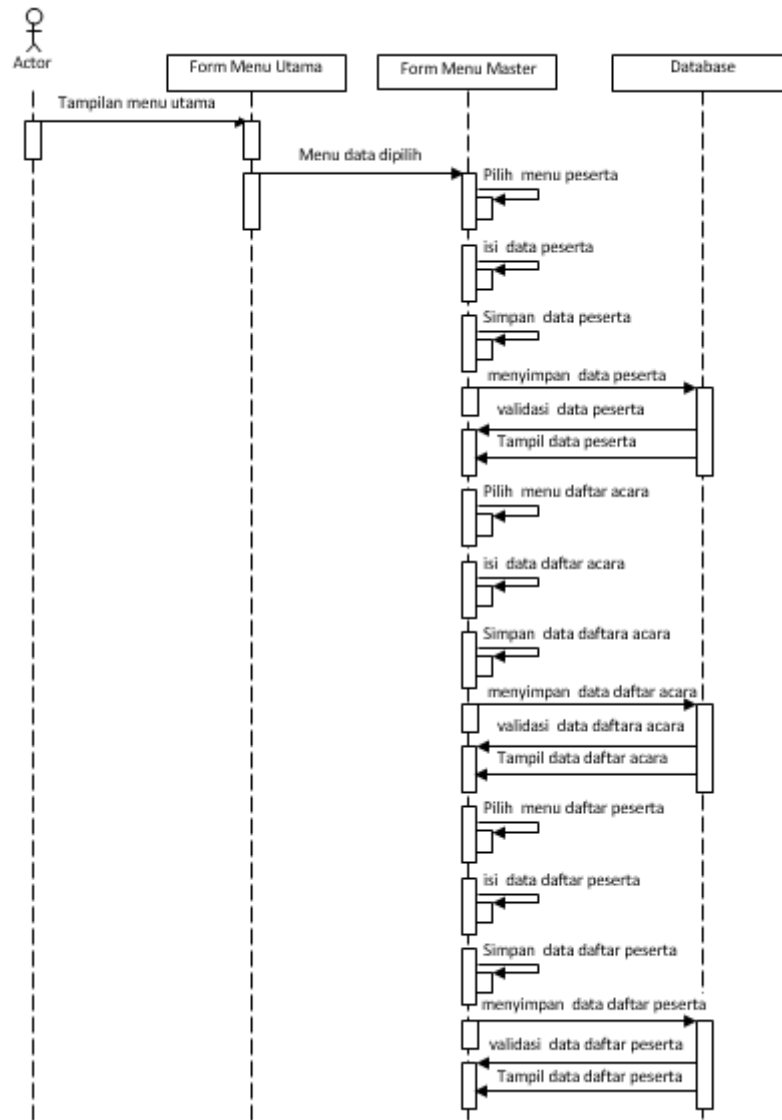 Actor
Form Menu Utama
Form Menu Master
Database
Tampilan menu utama
Menu data dipilih
Pilih menu peserta
isi data peserta
Simpan data peserta
menyimpan data peserta
validasi data peserta
Tampil data peserta
Pilih menu daftar acara
isi data daftar acara
Simpan data daftara acara
menyimpan data daftar acara
validasi data daftara acara
Tampil data daftar acara
Pilih menu daftar peserta
isi data daftar peserta
Simpan data daftar peserta
menyimpan data daftar peserta
validasi data daftar peserta
Tampil data daftar peserta